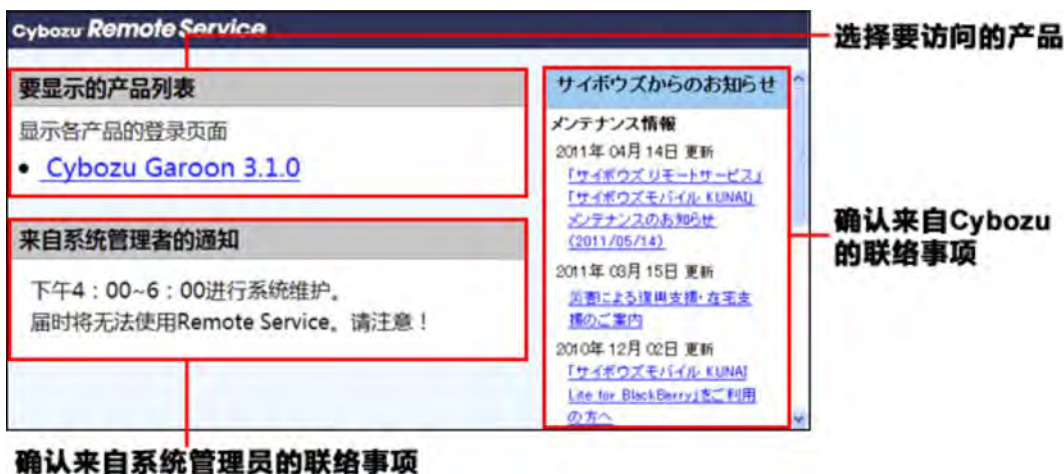 Cybozu Remote Service
选择要访问的产品
要显示的产品列表
显示各产品的登录页面
• Cybozu Garoon 3.1.0
来自系统管理者的通知
下午4：00~6：00进行系统维护。
届时将无法使用Remote Service。请注意！
サイボウズからのお知らせ
メンテナンス情報
2011年 04月 14日 更新
「サイボウズ リモートサービス」
「サイボウズモバイル KUNAI」
メンテナンスのお知らせ
(2011/05/14)
2011年 03月 15日 更新
災害による復興支援・在宅支
援のご案内
2010年 12月 02日 更新
「サイボウズモバイル KUNAI
Lite for BlackBerry」をご利用
の方へ
确认来自Cybozu
的联络事项
确认来自系统管理员的联络事项